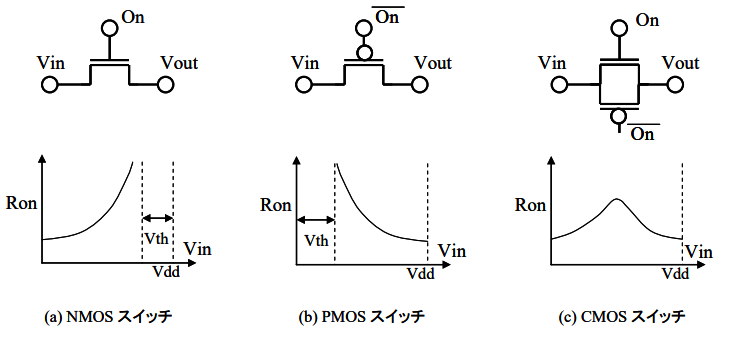 On
Vin
Vout
Ron
Vth
Vin
Vdd
(a) NMOS スイッチ
On
Vin
Vout
Ron
Vth
Vin
Vdd
(b) PMOS スイッチ
On
Vin
Vout
On
Ron
Vin
Vdd
(c) CMOS スイッチ